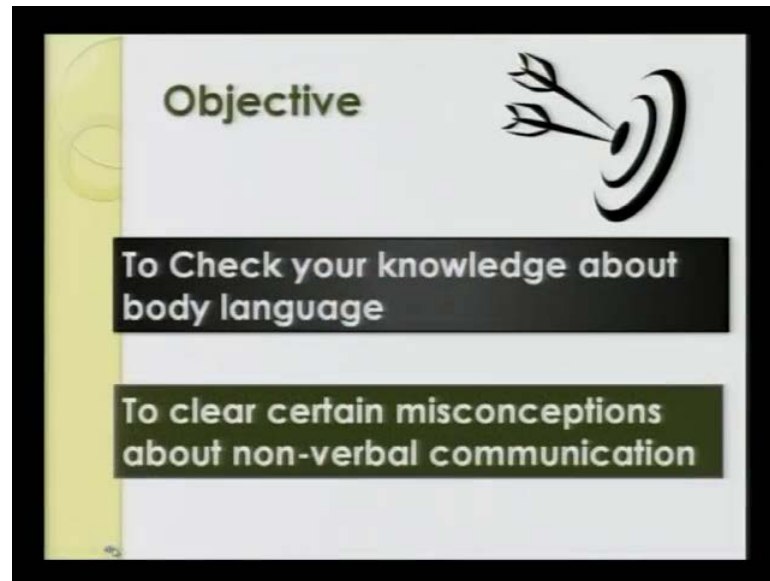 Objective
To Check your knowledge about
body language
To clear certain misconceptions
about non-verbal communication